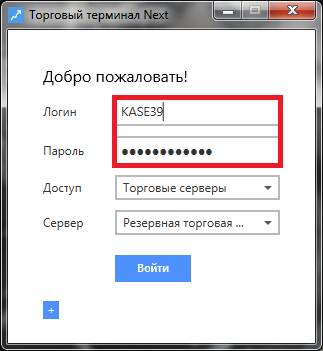 Торговый терминал Next
Добро пожаловать!
Логин KASE39
Пароль ●●●●●●●●●●●●
Доступ Торговые серверы
Сервер Резервная торговая ...
Войти
+